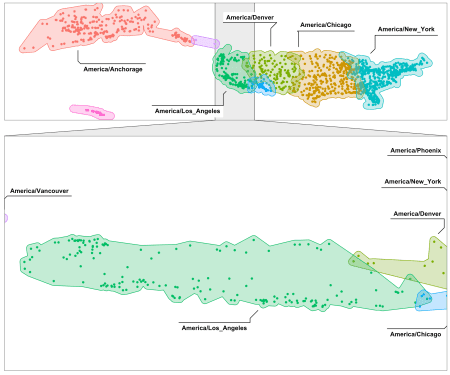 America/Denver
America/Chicago
America/New_York
America/Anchorage
America/Los_Angeles
America/Phoenix
America/New_York
America/Vancouver
America/Denver
America/Los_Angeles
America/Chicago